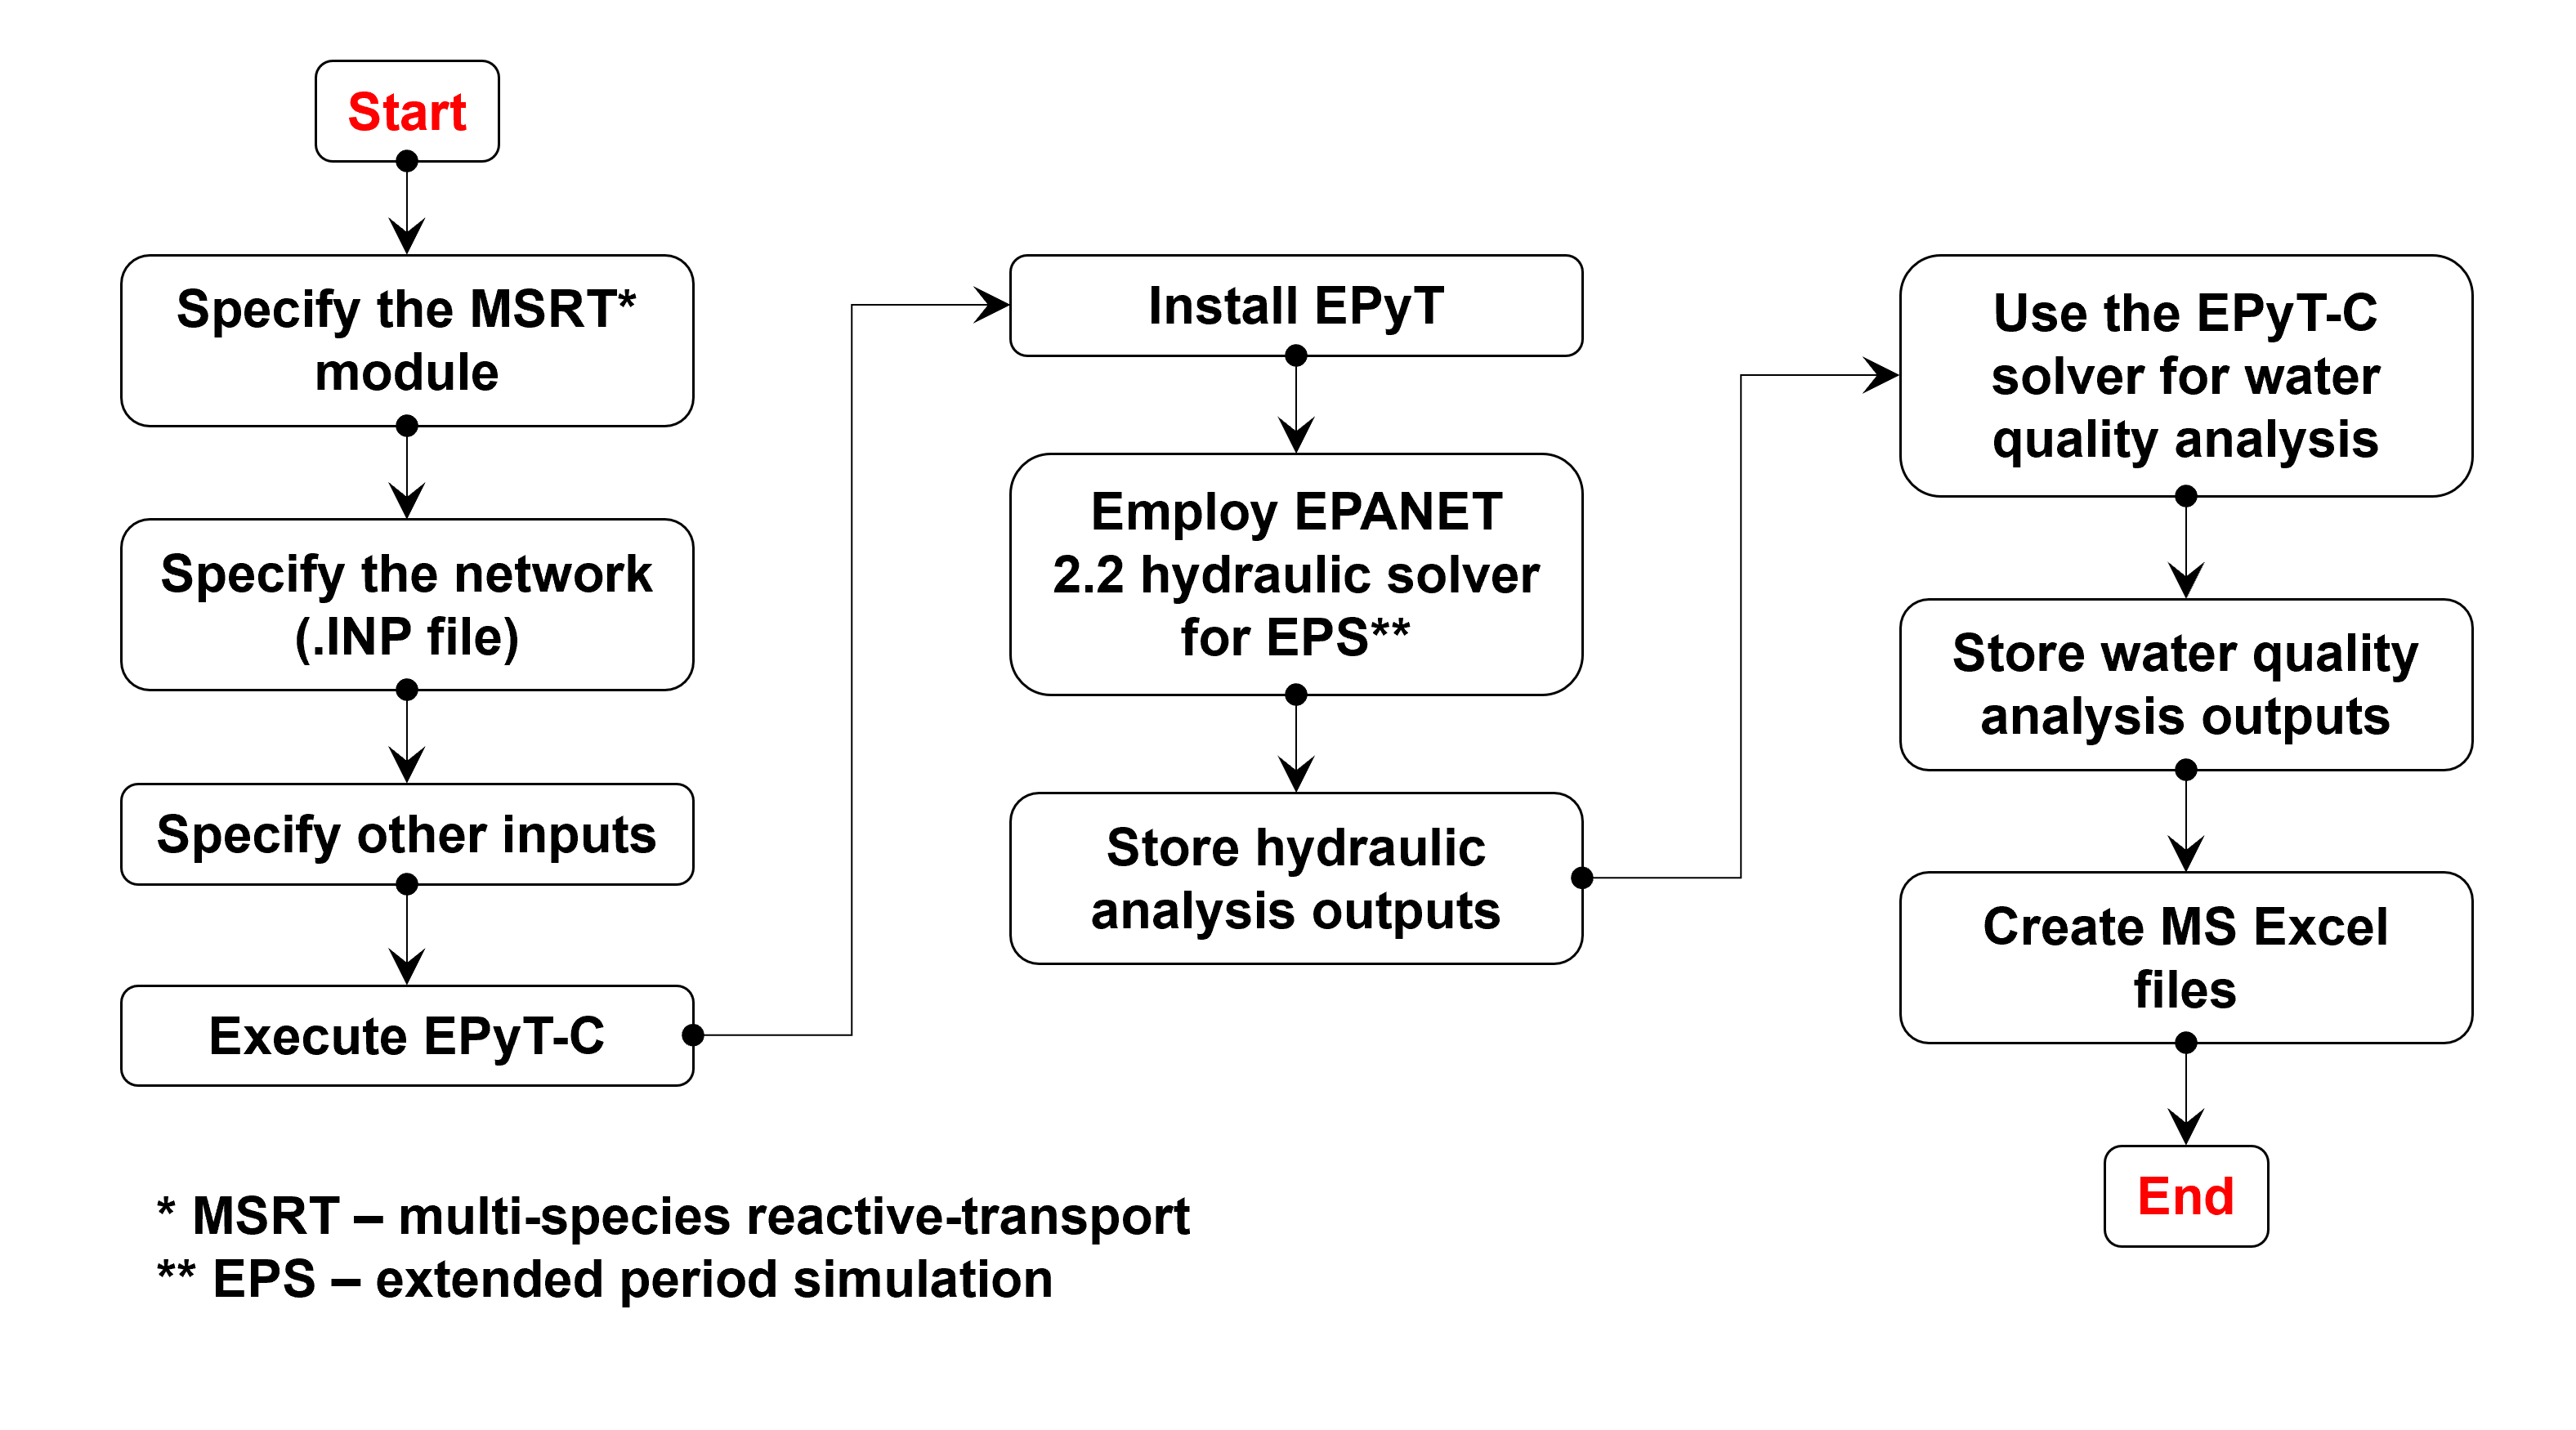 Start
Specify the MSRT*
module
Specify the network
(.INP file)
Specify other inputs
Execute EPyT-C
Install EPyT
Employ EPANET
2.2 hydraulic solver
for EPS**
Store hydraulic
analysis outputs
Use the EPyT-C
solver for water
quality analysis
Store water quality
analysis outputs
Create MS Excel
files
End
* MSRT – multi-species reactive-transport
** EPS – extended period simulation